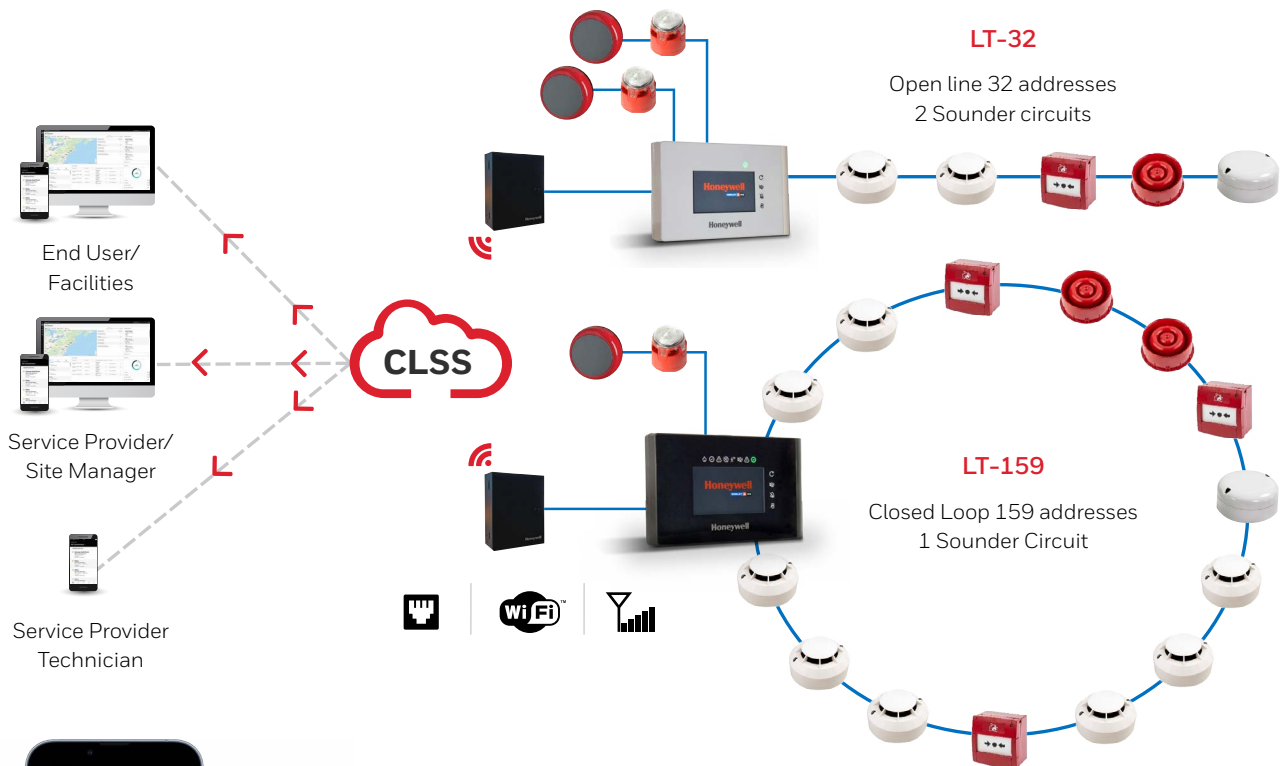 LT-32
Open line 32 addresses
2 Sounder circuits
Honeywell
Honeywell
End User/
Facilities
CLSS
Service Provider/
Site Manager
LT-159
Closed Loop 159 addresses
1 Sounder Circuit
Honeywell
Honeywell
WiFi™
Service Provider
Technician